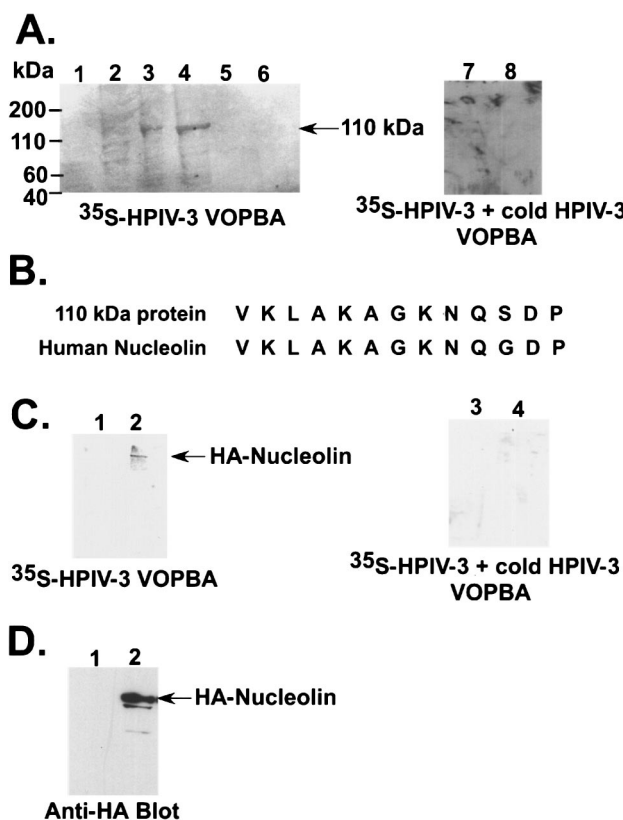 A.
kDa 1 2 3 4 5 6 7 8
200
110
60
40
110 kDa
35S-HPIV-3 VOPBA
35S-HPIV-3 + cold HPIV-3
VOPBA
B.
110 kDa protein V K L A K A G K N Q S D P
Human Nucleolin V K L A K A G K N Q G D P
C.
1 2
HA-Nucleolin
35S-HPIV-3 VOPBA
3 4
35S-HPIV-3 + cold HPIV-3
VOPBA
D.
1 2
HA-Nucleolin
Anti-HA Blot